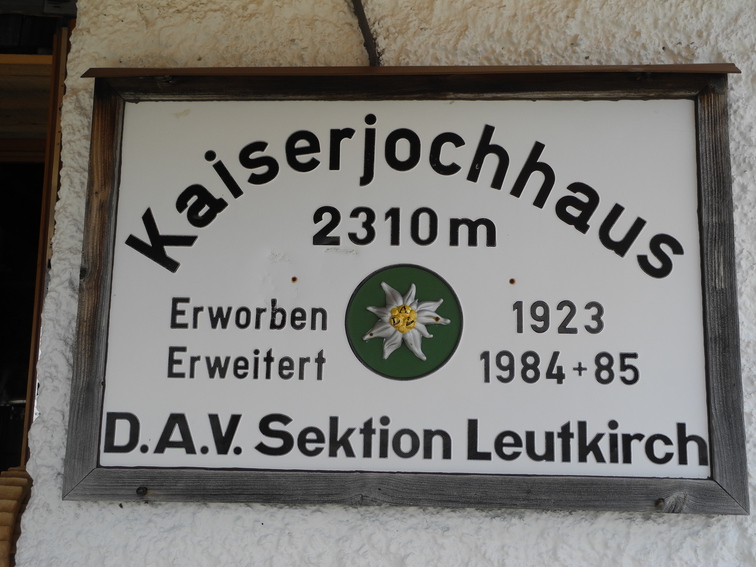 Kaiserjochhaus
2310 m
Erworben 1923
Erweitert 1984+85
D.A.V. Sektion Leutkirch